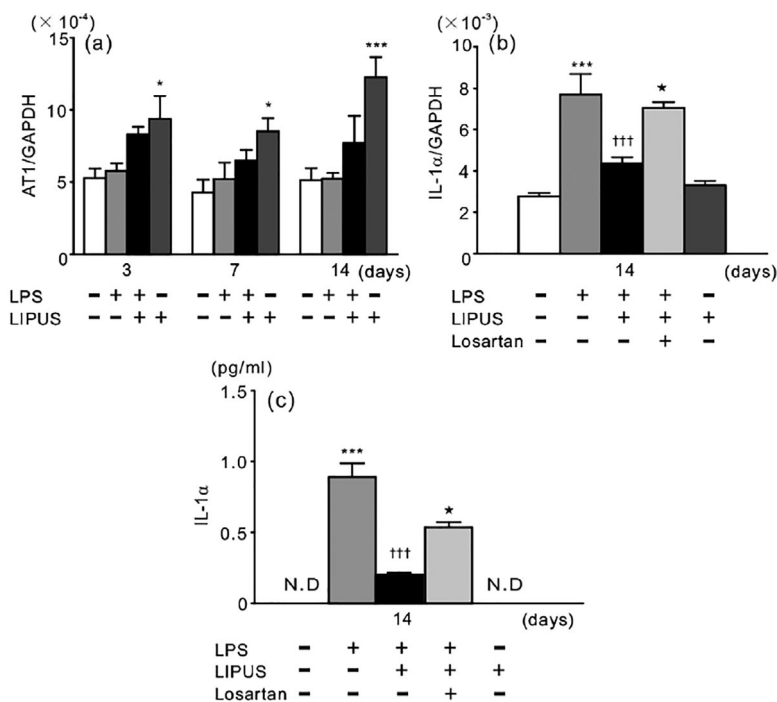 (× 10⁻⁴)
(a)
15
10
5
0
AT1/GAPDH
* * ***
3 7 14 (days)
LPS − + + − − + + − − + + −
LIPUS − − + + − − + + − − + +
(× 10⁻³)
(b)
10
8
6
4
2
0
IL-1α/GAPDH
*** ††† ★
14 (days)
LPS − + + + −
LIPUS − − + + +
Losartan − − − + −
(pg/ml)
(c)
1.5
1.0
0.5
0
IL-1α
N.D *** ††† ★ N.D
14 (days)
LPS − + + + −
LIPUS − − + + +
Losartan − − − + −